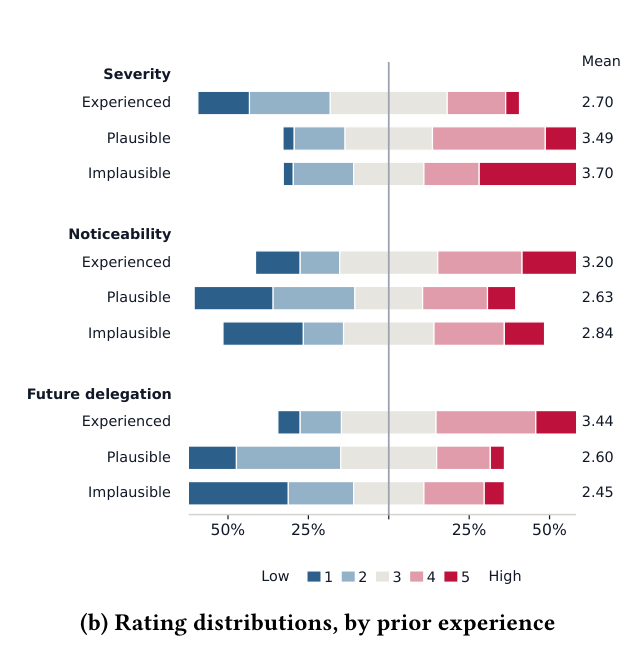 Mean
Severity
Experienced 2.70
Plausible 3.49
Implausible 3.70
Noticeability
Experienced 3.20
Plausible 2.63
Implausible 2.84
Future delegation
Experienced 3.44
Plausible 2.60
Implausible 2.45
50% 25% 25% 50%
Low 1 2 3 4 5 High
(b) Rating distributions, by prior experience